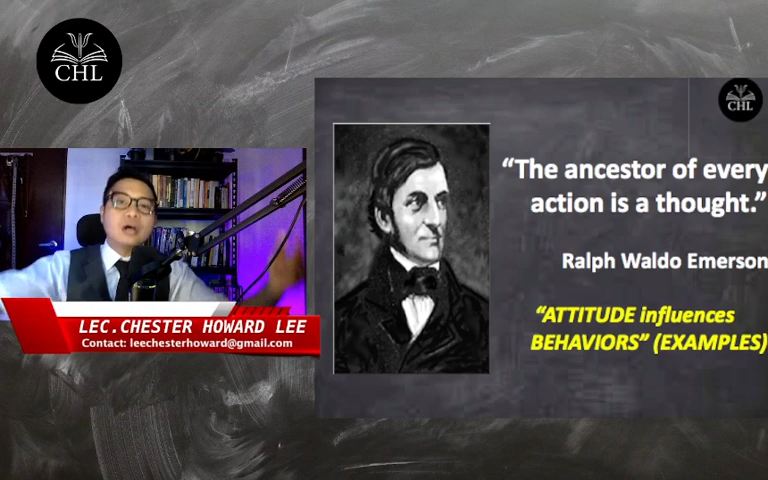 CHL
CHL
“The ancestor of every
action is a thought.”
Ralph Waldo Emerson
“ATTITUDE influences
BEHAVIORS” (EXAMPLES)
LEC.CHESTER HOWARD LEE
Contact: leechesterhoward@gmail.com